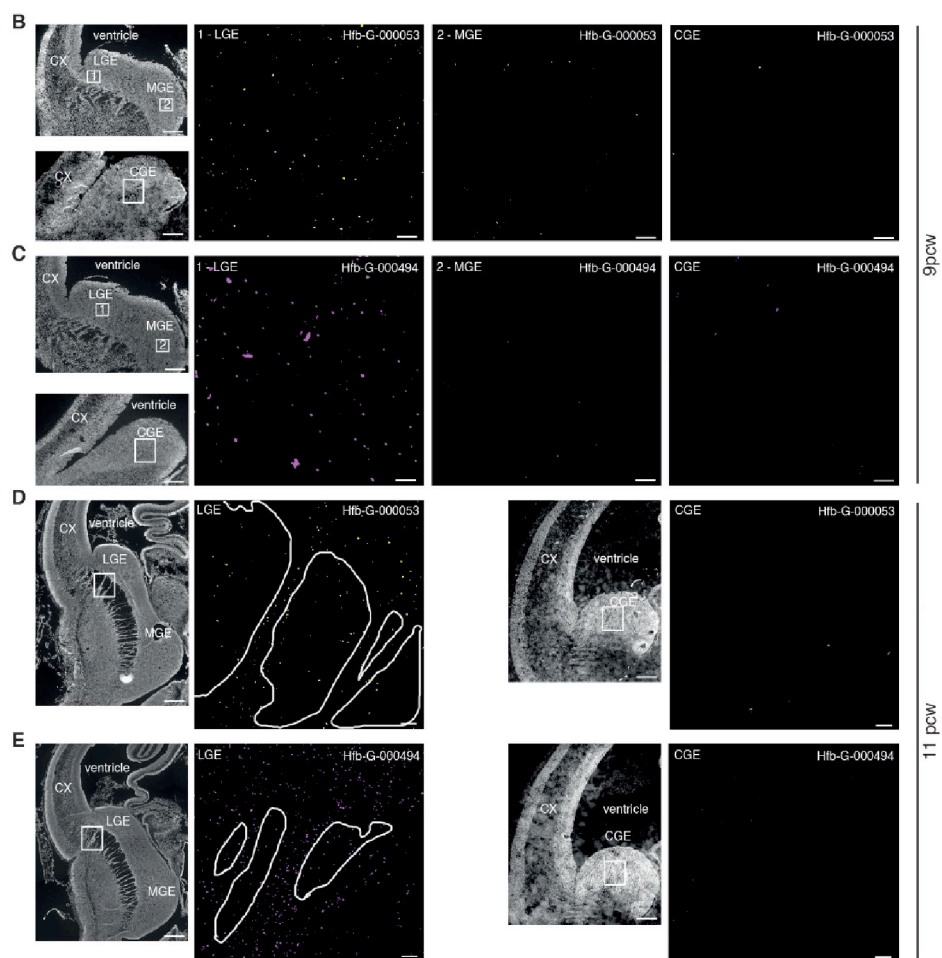 B
ventricle
CX
LGE
1
MGE
2
CX
CGE
1 - LGE
Hfb-G-000053
2 - MGE
Hfb-G-000053
CGE
Hfb-G-000053
C
ventricle
CX
LGE
1
MGE
2
ventricle
CX
CGE
1 - LGE
Hfb-G-000494
2 - MGE
Hfb-G-000494
CGE
Hfb-G-000494
9pcw
D
CX
ventricle
LGE
MGE
LGE
Hfb-G-000053
CX
ventricle
CGE
CGE
Hfb-G-000053
E
CX
ventricle
LGE
MGE
LGE
Hfb-G-000494
CX
ventricle
CGE
CGE
Hfb-G-000494
11 pcw